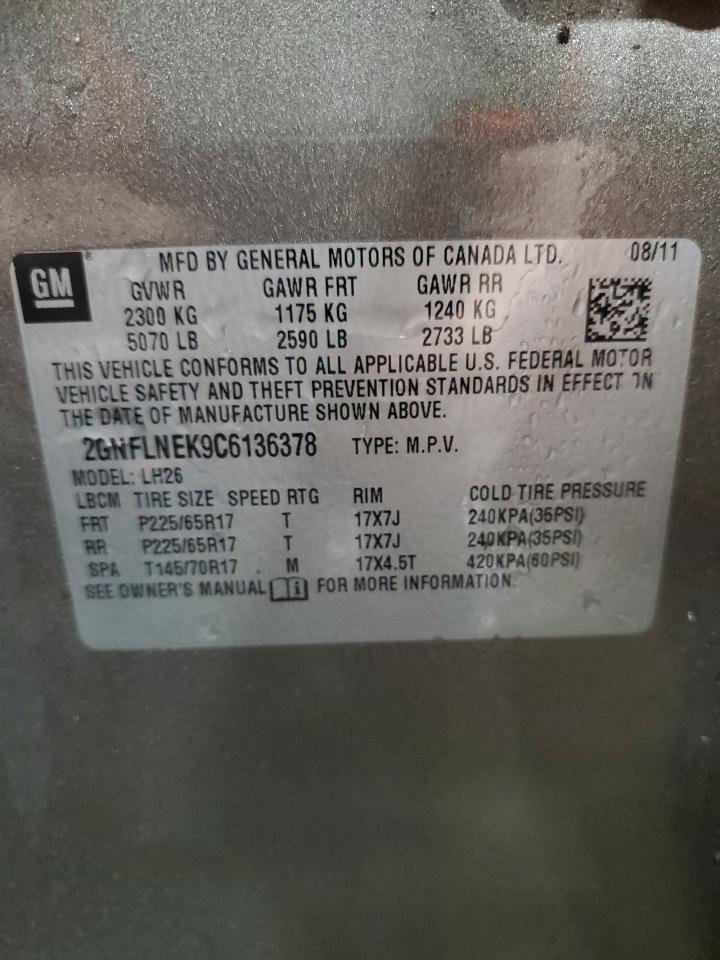 GM ® MFD BY GENERAL MOTORS OF CANADA LTD. 08/11
GVWR GAWR FRT GAWR RR
2300 KG 1175 KG 1240 KG
5070 LB 2590 LB 2733 LB
THIS VEHICLE CONFORMS TO ALL APPLICABLE U.S. FEDERAL MOTOR
VEHICLE SAFETY AND THEFT PREVENTION STANDARDS IN EFFECT ON
THE DATE OF MANUFACTURE SHOWN ABOVE.
2GNFLNEK9C6136378 TYPE: M.P.V.
MODEL: LH26
LBCM TIRE SIZE SPEED RTG RIM COLD TIRE PRESSURE
FRT P225/65R17 T 17X7J 240KPA(35PSI)
RR P225/65R17 T 17X7J 240KPA(35PSI)
SPA T145/70R17 M 17X4.5T 420KPA(60PSI)
SEE OWNER'S MANUAL i FOR MORE INFORMATION.